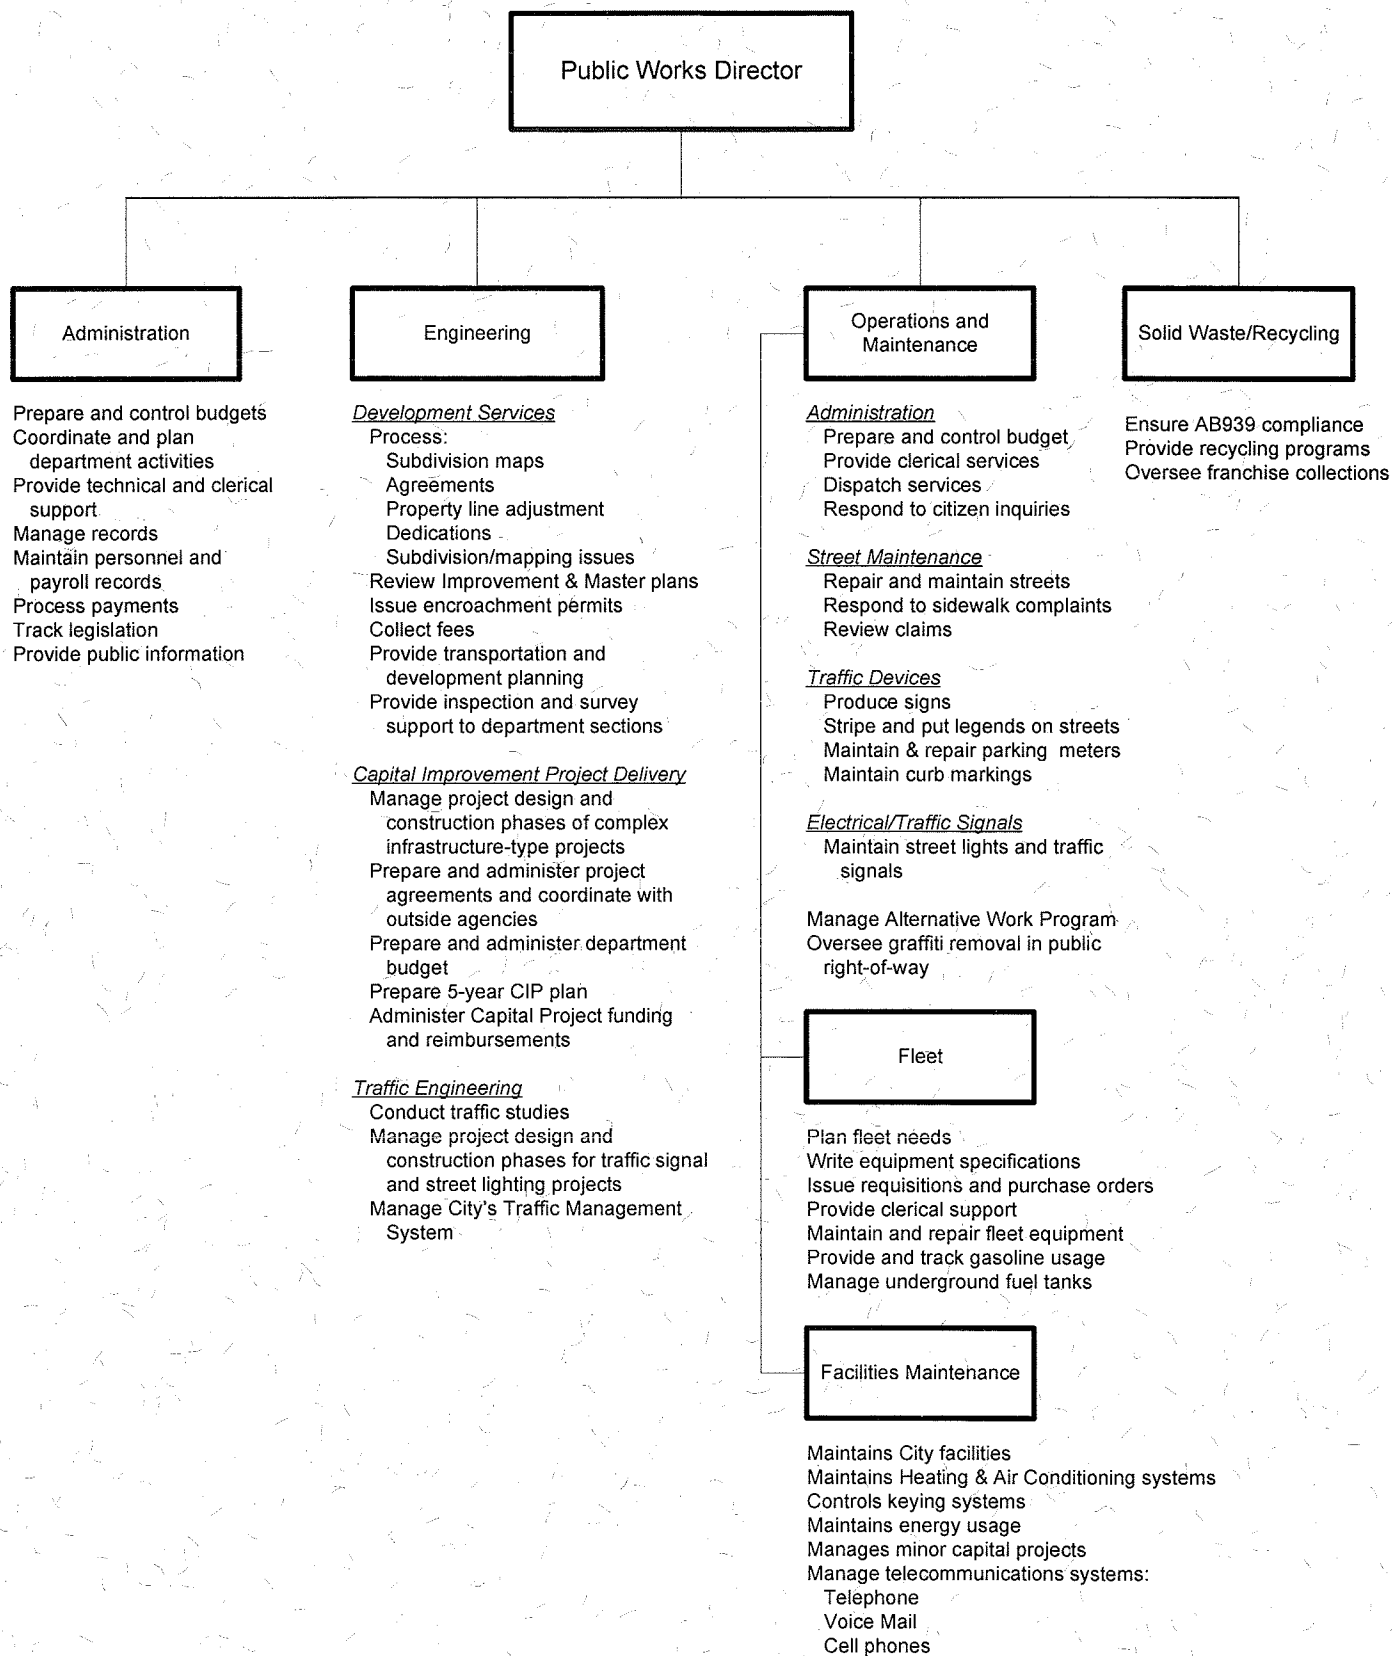 Public Works Director
Administration
Prepare and control budgets
Coordinate and plan
department activities
Provide technical and clerical
support
Manage records
Maintain personnel and
payroll records
Process payments
Track legislation
Provide public information
Engineering
Development Services
Process:
Subdivision maps
Agreements
Property line adjustment
Dedications
Subdivision/mapping issues
Review Improvement & Master plans
Issue encroachment permits
Collect fees
Provide transportation and
development planning
Provide inspection and survey
support to department sections
Capital Improvement Project Delivery
Manage project design and
construction phases of complex
infrastructure-type projects
Prepare and administer project
agreements and coordinate with
outside agencies
Prepare and administer department
budget
Prepare 5-year CIP plan
Administer Capital Project funding
and reimbursements
Traffic Engineering
Conduct traffic studies
Manage project design and
construction phases for traffic signal
and street lighting projects
Manage City's Traffic Management
System
Operations and
Maintenance
Administration
Prepare and control budget
Provide clerical services
Dispatch services
Respond to citizen inquiries
Street Maintenance
Repair and maintain streets
Respond to sidewalk complaints
Review claims
Traffic Devices
Produce signs
Stripe and put legends on streets
Maintain & repair parking meters
Maintain curb markings
Electrical/Traffic Signals
Maintain street lights and traffic
signals
Manage Alternative Work Program
Oversee graffiti removal in public
right-of-way
Fleet
Plan fleet needs
Write equipment specifications
Issue requisitions and purchase orders
Provide clerical support
Maintain and repair fleet equipment
Provide and track gasoline usage
Manage underground fuel tanks
Facilities Maintenance
Maintains City facilities
Maintains Heating & Air Conditioning systems
Controls keying systems
Maintains energy usage
Manages minor capital projects
Manage telecommunications systems:
Telephone
Voice Mail
Cell phones
Solid Waste/Recycling
Ensure AB939 compliance
Provide recycling programs
Oversee franchise collections